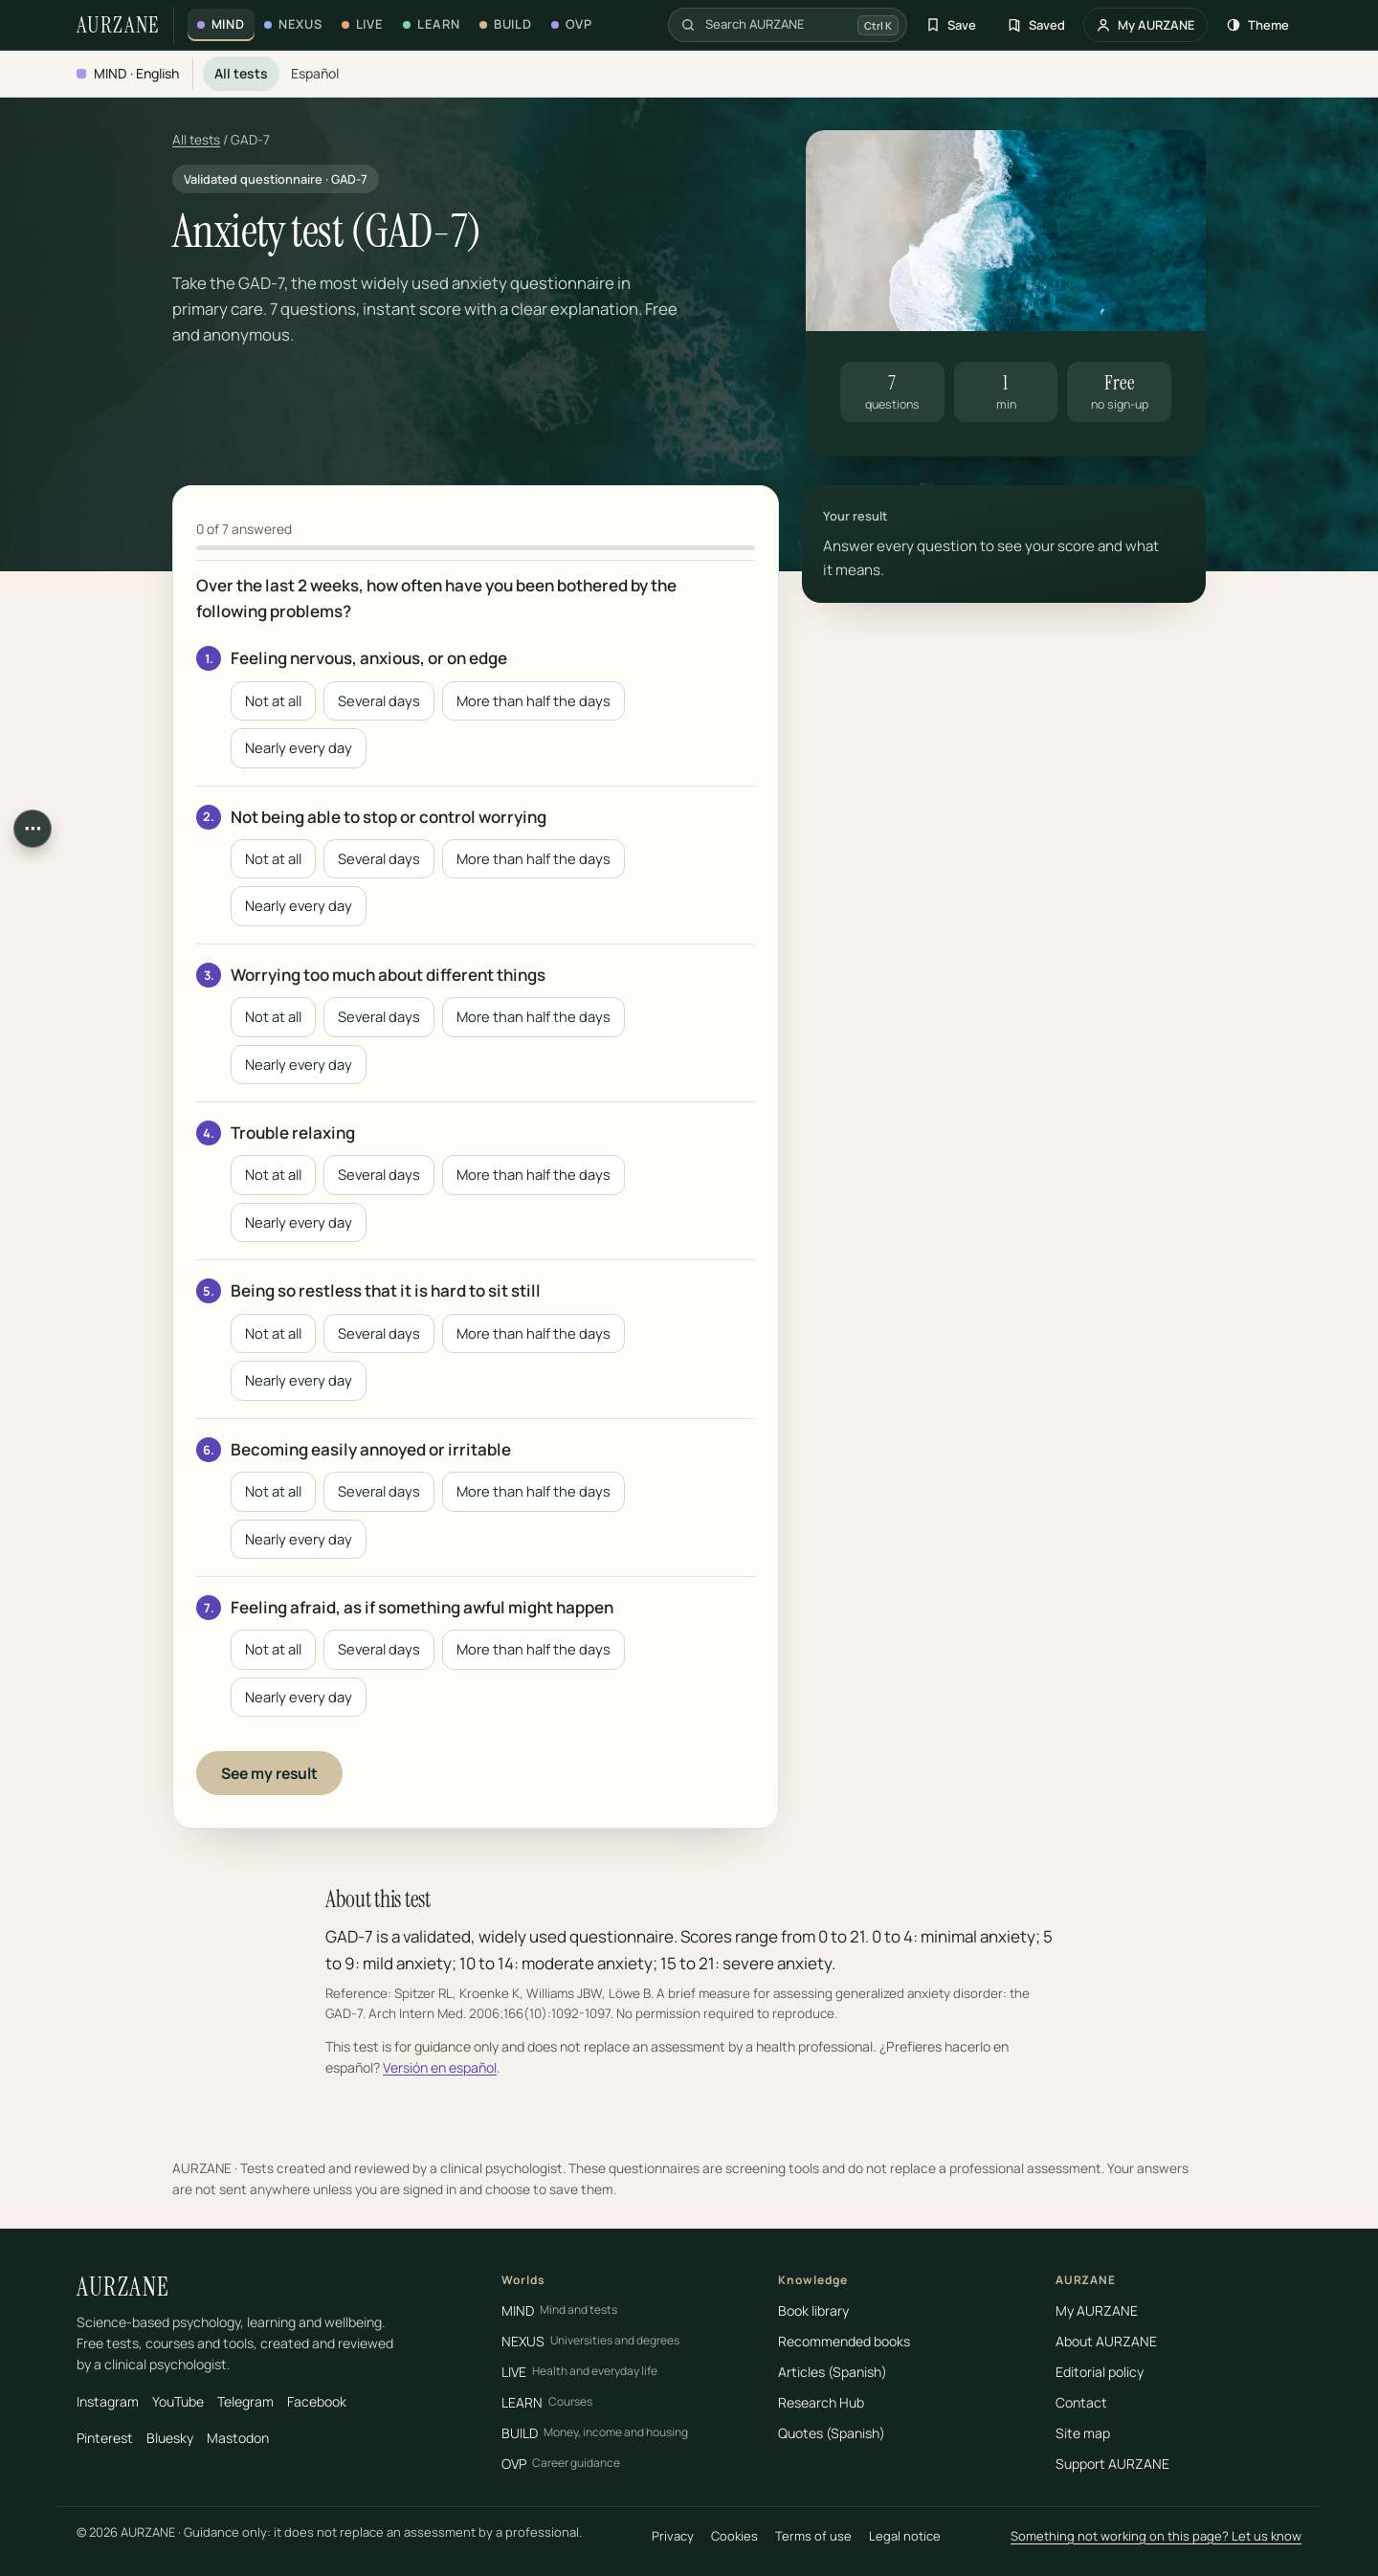 AURZANE
MIND
NEXUS
LIVE
LEARN
BUILD
OVP
Search AURZANE
Ctrl K
Save
Saved
My AURZANE
Theme
MIND · English
All tests
Español
All tests / GAD-7
Validated questionnaire · GAD-7
Anxiety test (GAD-7)
Take the GAD-7, the most widely used anxiety questionnaire in
primary care. 7 questions, instant score with a clear explanation. Free
and anonymous.
7
questions
1
min
Free
no sign-up
0 of 7 answered
Your result
Answer every question to see your score and what
it means.
Over the last 2 weeks, how often have you been bothered by the
following problems?
1. Feeling nervous, anxious, or on edge
Not at all
Several days
More than half the days
Nearly every day
2. Not being able to stop or control worrying
Not at all
Several days
More than half the days
Nearly every day
3. Worrying too much about different things
Not at all
Several days
More than half the days
Nearly every day
4. Trouble relaxing
Not at all
Several days
More than half the days
Nearly every day
5. Being so restless that it is hard to sit still
Not at all
Several days
More than half the days
Nearly every day
6. Becoming easily annoyed or irritable
Not at all
Several days
More than half the days
Nearly every day
7. Feeling afraid, as if something awful might happen
Not at all
Several days
More than half the days
Nearly every day
See my result
About this test
GAD-7 is a validated, widely used questionnaire. Scores range from 0 to 21. 0 to 4: minimal anxiety; 5
to 9: mild anxiety; 10 to 14: moderate anxiety; 15 to 21: severe anxiety.
Reference: Spitzer RL, Kroenke K, Williams JBW, Löwe B. A brief measure for assessing generalized anxiety disorder: the
GAD-7. Arch Intern Med. 2006;166(10):1092-1097. No permission required to reproduce.
This test is for guidance only and does not replace an assessment by a health professional. ¿Prefieres hacerlo en
español? Versión en español.
AURZANE · Tests created and reviewed by a clinical psychologist. These questionnaires are screening tools and do not replace a professional assessment. Your answers
are not sent anywhere unless you are signed in and choose to save them.
AURZANE
Science-based psychology, learning and wellbeing.
Free tests, courses and tools, created and reviewed
by a clinical psychologist.
Instagram YouTube Telegram Facebook
Pinterest Bluesky Mastodon
Worlds
MIND Mind and tests
NEXUS Universities and degrees
LIVE Health and everyday life
LEARN Courses
BUILD Money, income and housing
OVP Career guidance
Knowledge
Book library
Recommended books
Articles (Spanish)
Research Hub
Quotes (Spanish)
AURZANE
My AURZANE
About AURZANE
Editorial policy
Contact
Site map
Support AURZANE
© 2026 AURZANE · Guidance only: it does not replace an assessment by a professional.
Privacy Cookies Terms of use Legal notice
Something not working on this page? Let us know